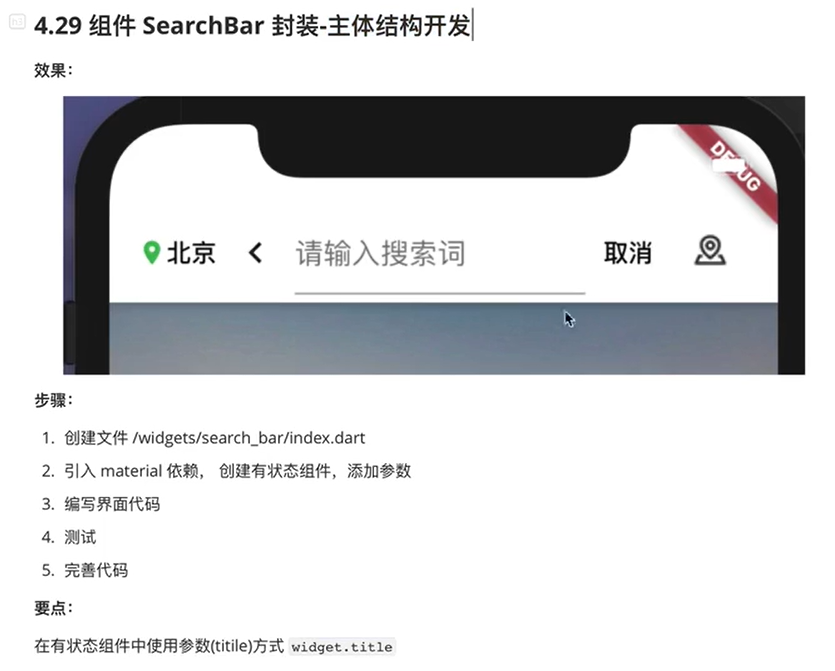 h3
4.29 组件 SearchBar 封装-主体结构开发
效果：
DEBUG
北京
请输入搜索词
取消
步骤：
1. 创建文件 /widgets/search_bar/index.dart
2. 引入 material 依赖， 创建有状态组件，添加参数
3. 编写界面代码
4. 测试
5. 完善代码
要点：
在有状态组件中使用参数(titile)方式 widget.title